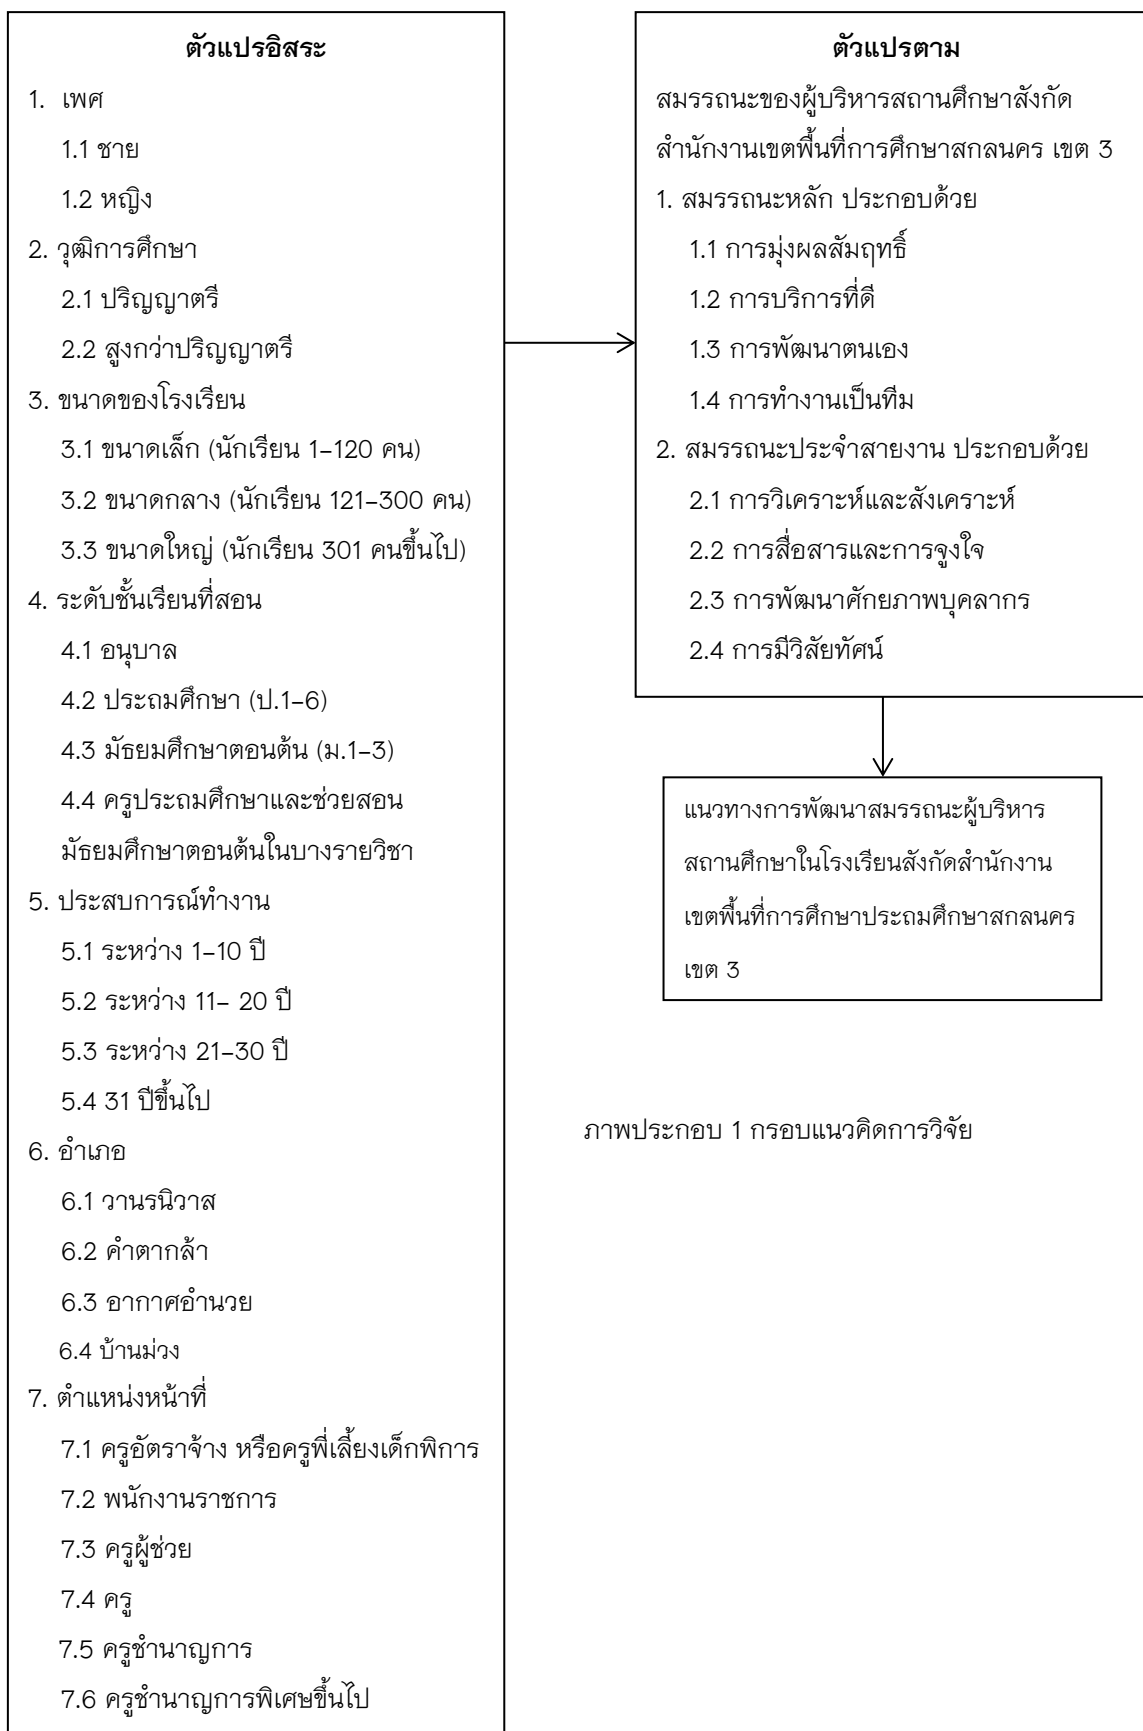 ตัวแปรอิสระ
1. เพศ
1.1 ชาย
1.2 หญิง
2. วุฒิการศึกษา
2.1 ปริญญาตรี
2.2 สูงกว่าปริญญาตรี
3. ขนาดของโรงเรียน
3.1 ขนาดเล็ก (นักเรียน 1–120 คน)
3.2 ขนาดกลาง (นักเรียน 121–300 คน)
3.3 ขนาดใหญ่ (นักเรียน 301 คนขึ้นไป)
4. ระดับชั้นเรียนที่สอน
4.1 อนุบาล
4.2 ประถมศึกษา (ป.1–6)
4.3 มัธยมศึกษาตอนต้น (ม.1–3)
4.4 ครูประถมศึกษาและช่วยสอน
มัธยมศึกษาตอนต้นในบางรายวิชา
5. ประสบการณ์ทำงาน
5.1 ระหว่าง 1–10 ปี
5.2 ระหว่าง 11– 20 ปี
5.3 ระหว่าง 21–30 ปี
5.4 31 ปีขึ้นไป
6. อำเภอ
6.1 วานรนิวาส
6.2 คำตากล้า
6.3 อากาศอำนวย
6.4 บ้านม่วง
7. ตำแหน่งหน้าที่
7.1 ครูอัตราจ้าง หรือครูพี่เลี้ยงเด็กพิการ
7.2 พนักงานราชการ
7.3 ครูผู้ช่วย
7.4 ครู
7.5 ครูชำนาญการ
7.6 ครูชำนาญการพิเศษขึ้นไป
ตัวแปรตาม
สมรรถนะของผู้บริหารสถานศึกษาสังกัด
สำนักงานเขตพื้นที่การศึกษาสกลนคร เขต 3
1. สมรรถนะหลัก ประกอบด้วย
1.1 การมุ่งผลสัมฤทธิ์
1.2 การบริการที่ดี
1.3 การพัฒนาตนเอง
1.4 การทำงานเป็นทีม
2. สมรรถนะประจำสายงาน ประกอบด้วย
2.1 การวิเคราะห์และสังเคราะห์
2.2 การสื่อสารและการจูงใจ
2.3 การพัฒนาศักยภาพบุคลากร
2.4 การมีวิสัยทัศน์
แนวทางการพัฒนาสมรรถนะผู้บริหาร
สถานศึกษาในโรงเรียนสังกัดสำนักงาน
เขตพื้นที่การศึกษาประถมศึกษาสกลนคร
เขต 3
ภาพประกอบ 1 กรอบแนวคิดการวิจัย